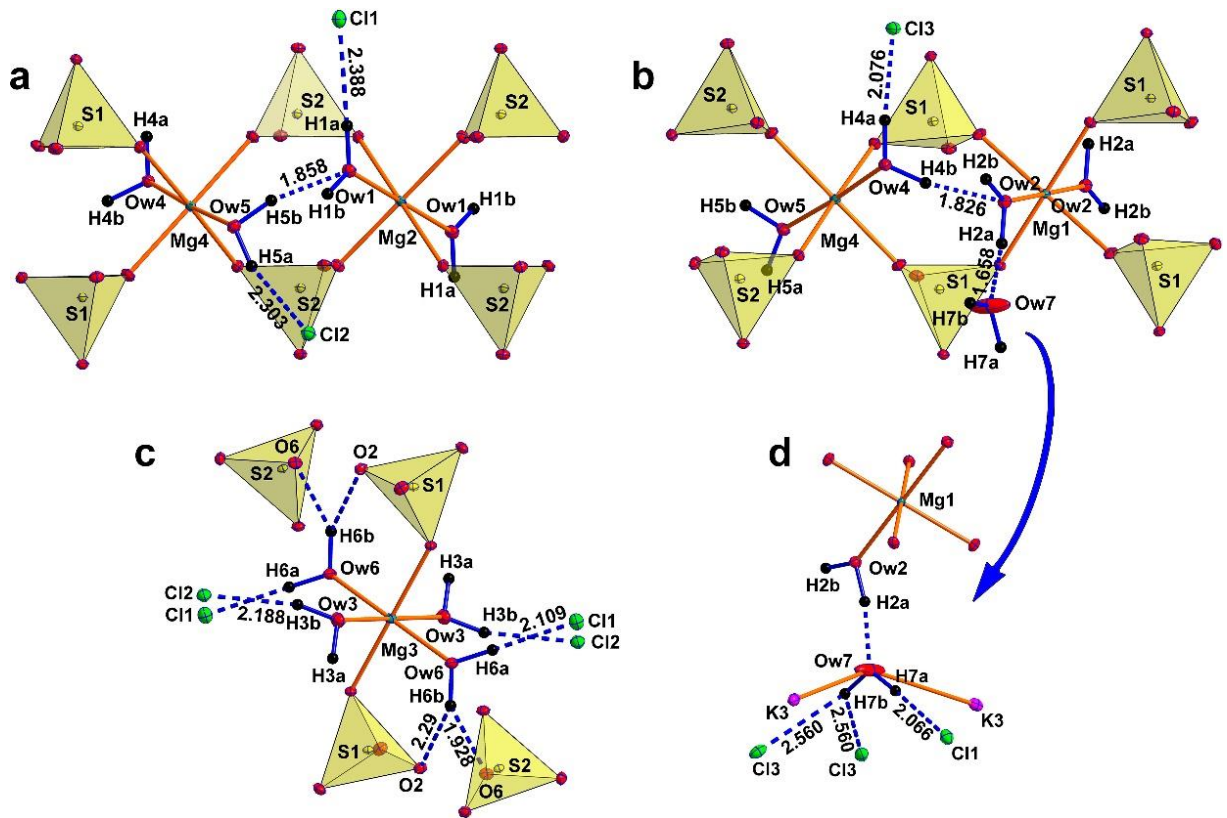 a
Cl1
2.388
S1
S2
S2
H4a
H1a
1.858
H4b
Ow4
Ow5
H5b
H1b
Ow1
Ow1
H1b
Mg4
Mg2
H5a
H1a
S1
2.303
S2
S2
Cl2
b
Cl3
2.076
S2
S1
S1
H4a
H2a
H4b
H2b
Ow4
Ow2
H5b
Ow5
1.826
Ow2
H2b
Mg4
Mg1
H2a
S2
H5a
S1
1.658
S1
H7b
Ow7
H7a
c
O6
O2
S2
S1
H6b
H6a
Ow6
H3a
Cl2
Cl1
2.188
Ow3
H3b
H3b
2.109
Cl1
Ow3
Cl2
H3a
Mg3
H6a
Ow6
H6b
2.29
1.928
S1
S2
O2
O6
d
Mg1
H2b
Ow2
H2a
Ow7
H7a
K3
H7b
K3
2.560
2.560
2.066
Cl3
Cl3
Cl1